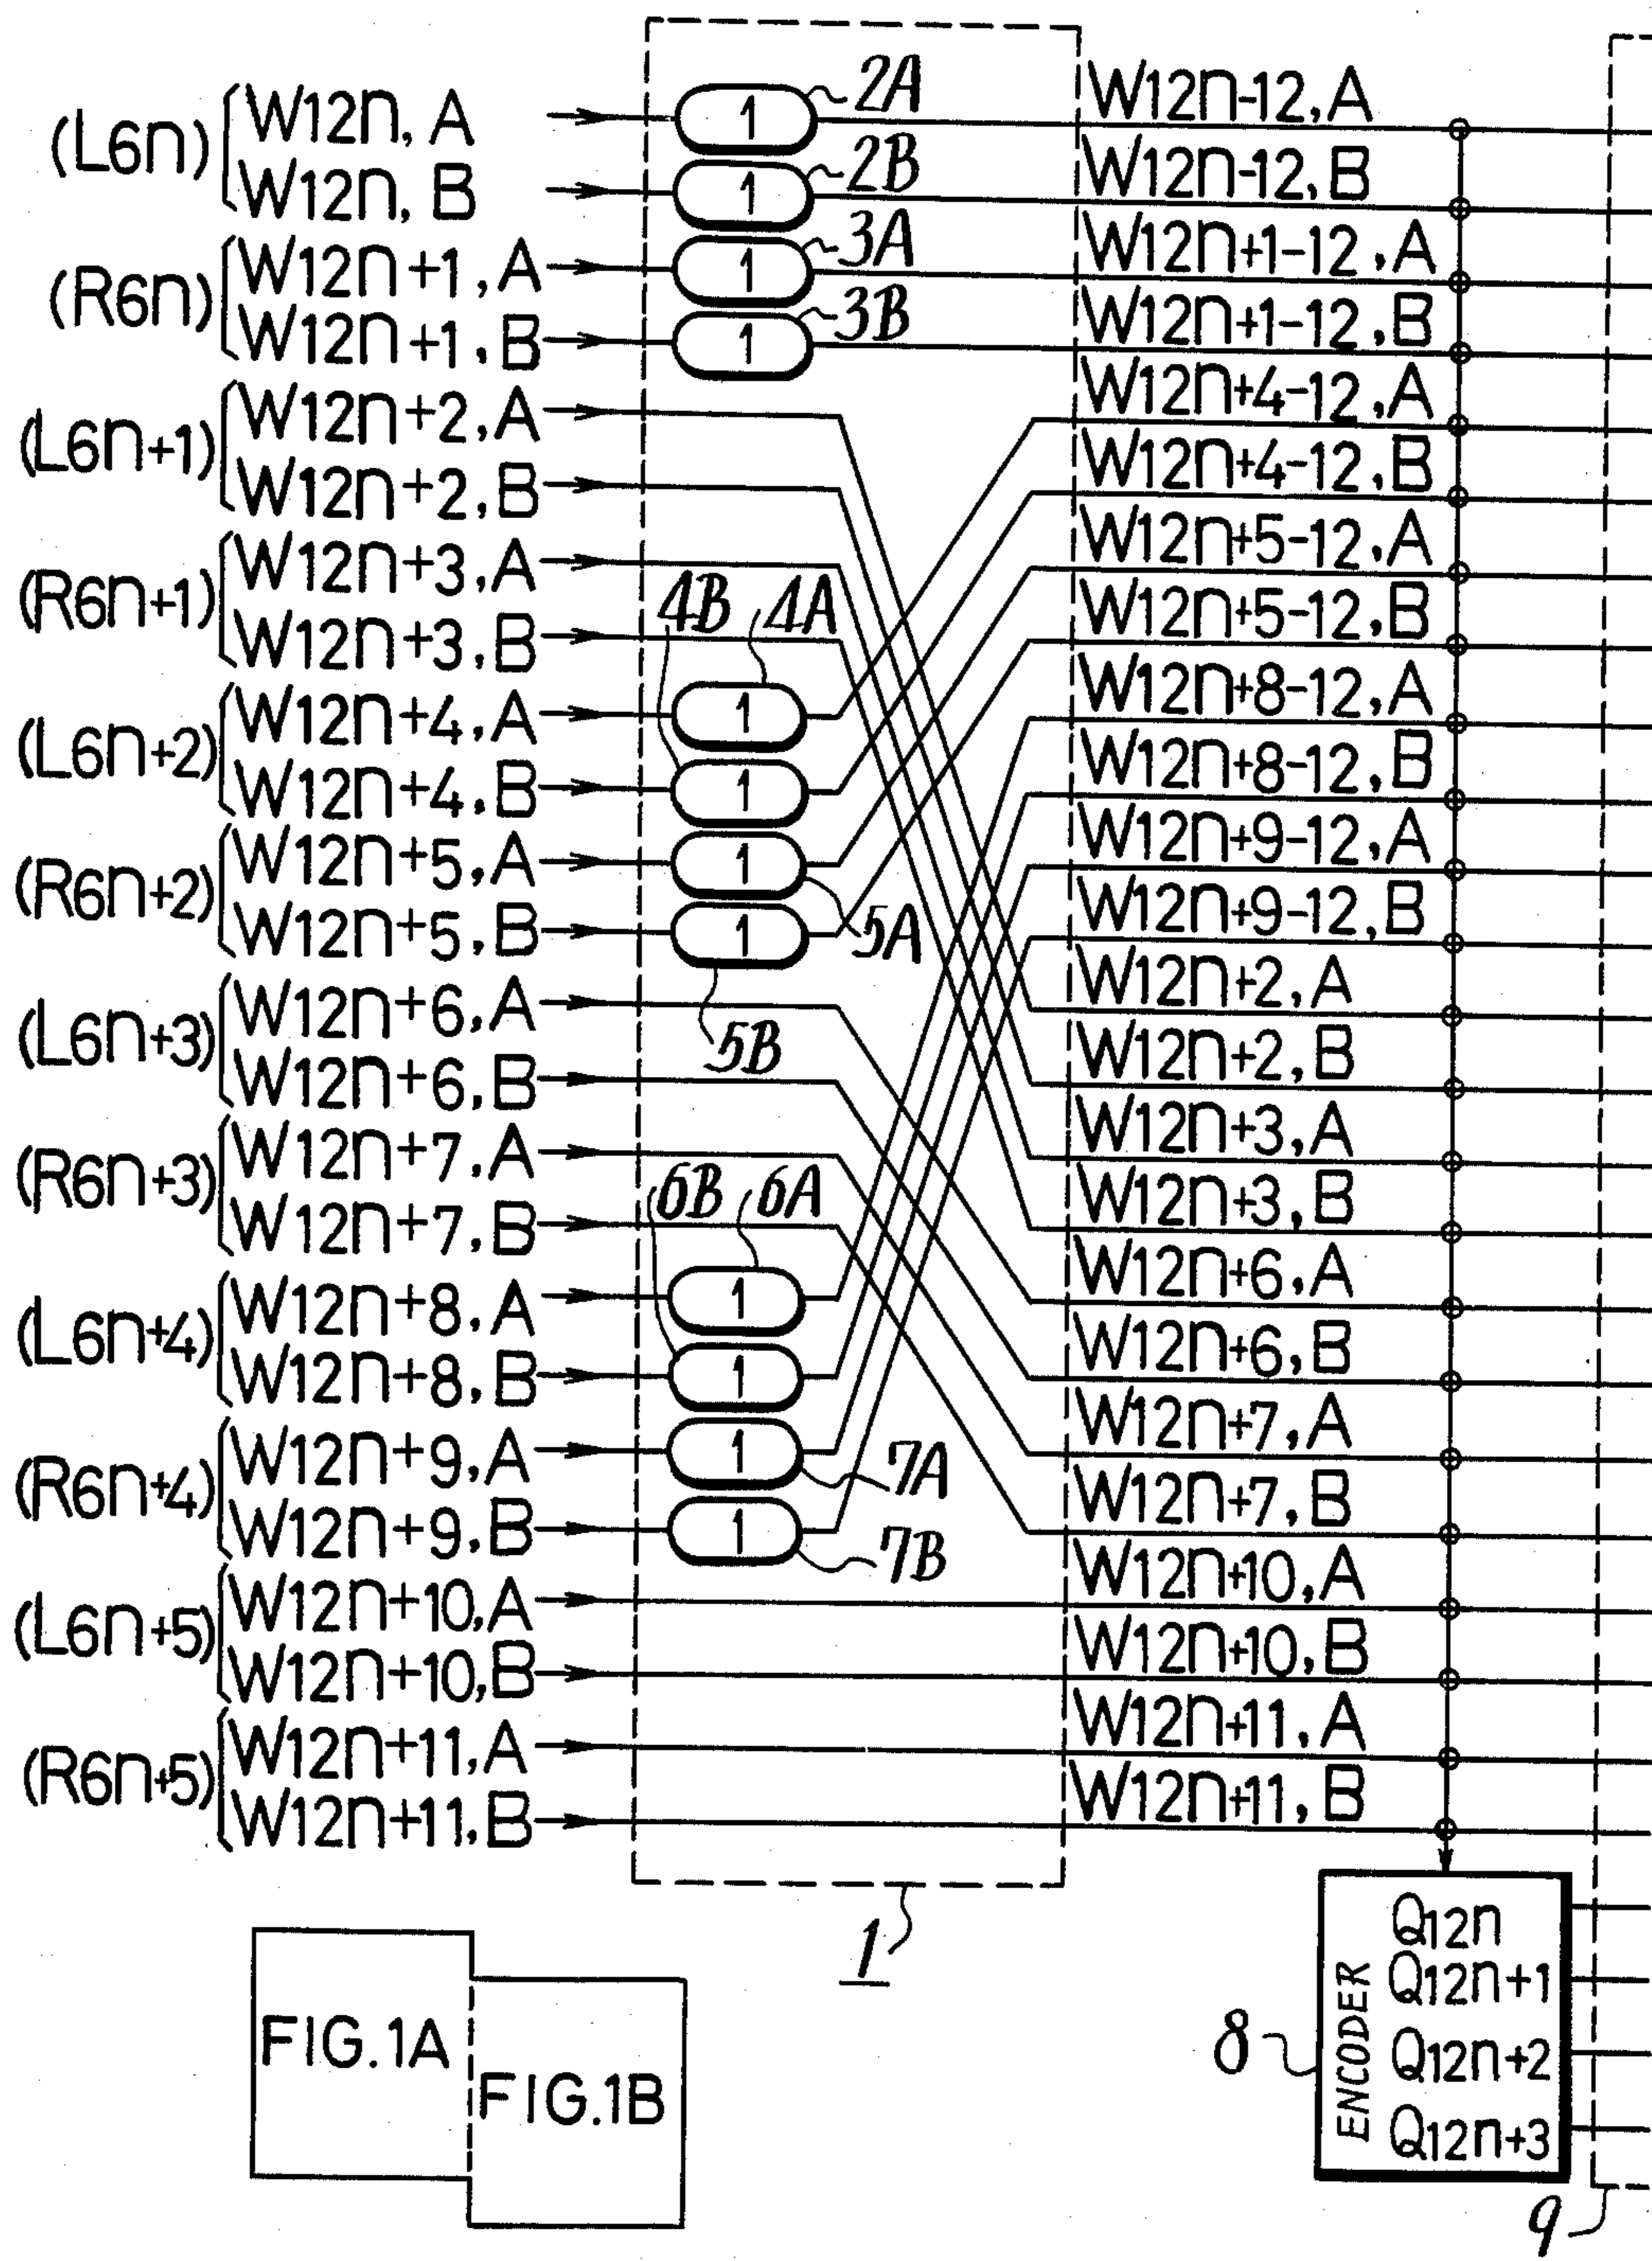 (L6n)
W12n, A
W12n, B
(R6n)
W12n+1, A
W12n+1, B
(L6n+1)
W12n+2, A
W12n+2, B
(R6n+1)
W12n+3, A
W12n+3, B
(L6n+2)
W12n+4, A
W12n+4, B
(R6n+2)
W12n+5, A
W12n+5, B
(L6n+3)
W12n+6, A
W12n+6, B
(R6n+3)
W12n+7, A
W12n+7, B
(L6n+4)
W12n+8, A
W12n+8, B
(R6n+4)
W12n+9, A
W12n+9, B
(L6n+5)
W12n+10, A
W12n+10, B
(R6n+5)
W12n+11, A
W12n+11, B
1 2A
1 2B
1 3A
1 3B
4B 4A
1
1
1
1
5A
5B
6B 6A
1
1
1
1
7A
7B
1
W12n-12, A
W12n-12, B
W12n+1-12, A
W12n+1-12, B
W12n+4-12, A
W12n+4-12, B
W12n+5-12, A
W12n+5-12, B
W12n+8-12, A
W12n+8-12, B
W12n+9-12, A
W12n+9-12, B
W12n+2, A
W12n+2, B
W12n+3, A
W12n+3, B
W12n+6, A
W12n+6, B
W12n+7, A
W12n+7, B
W12n+10, A
W12n+10, B
W12n+11, A
W12n+11, B
8
ENCODER
Q12n
Q12n+1
Q12n+2
Q12n+3
9
FIG.1A
FIG.1B